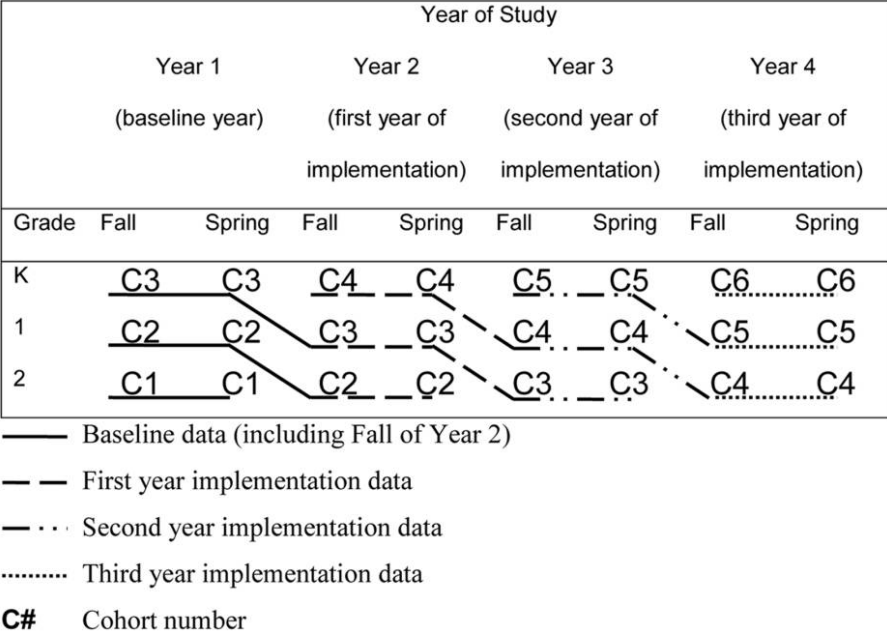 Year of Study
Year 1 Year 2 Year 3 Year 4
(baseline year) (first year of (second year of (third year of
implementation) implementation) implementation)
Grade Fall Spring Fall Spring Fall Spring Fall Spring
K C3 C3 C4 C4 C5 C5 C6 C6
1 C2 C2 C3 C3 C4 C4 C5 C5
2 C1 C1 C2 C2 C3 C3 C4 C4
Baseline data (including Fall of Year 2)
First year implementation data
Second year implementation data
Third year implementation data
C# Cohort number